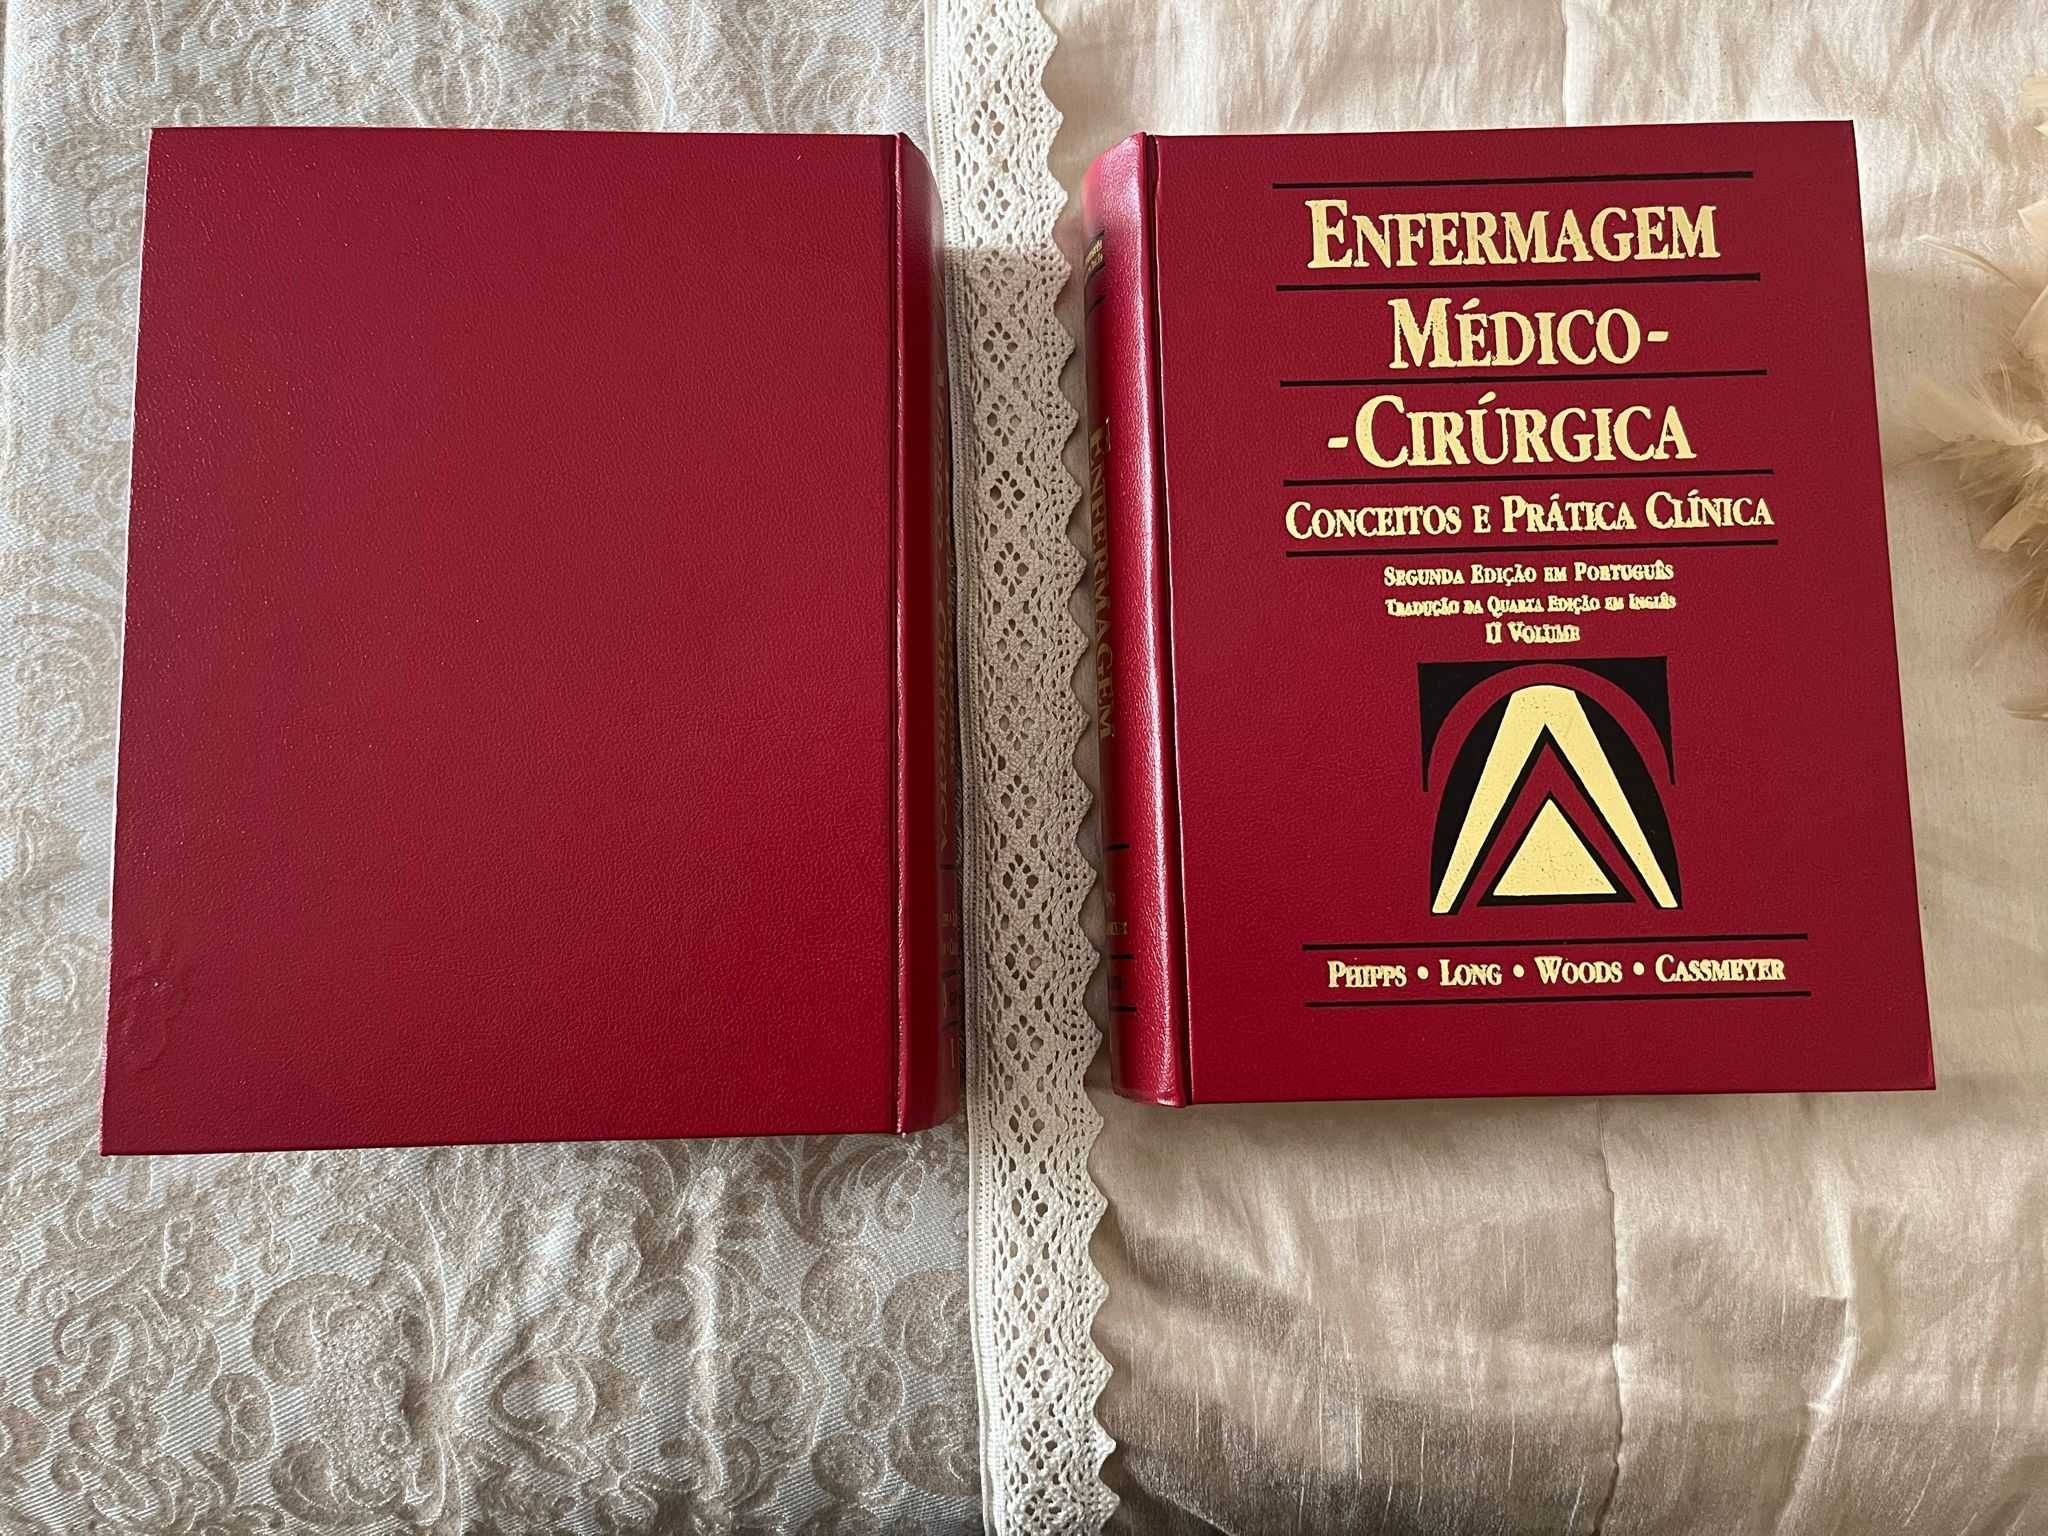 ENFERMAGEM
MÉDICO-
-CIRÚRGICA
CONCEITOS E PRÁTICA CLÍNICA
SEGUNDA EDIÇÃO EM PORTUGUÊS
TRADUÇÃO DA QUARTA EDIÇÃO EM INGLÊS
II VOLUME
PHIPPS • LONG • WOODS • CASSMEYER
ENFERMAGEM